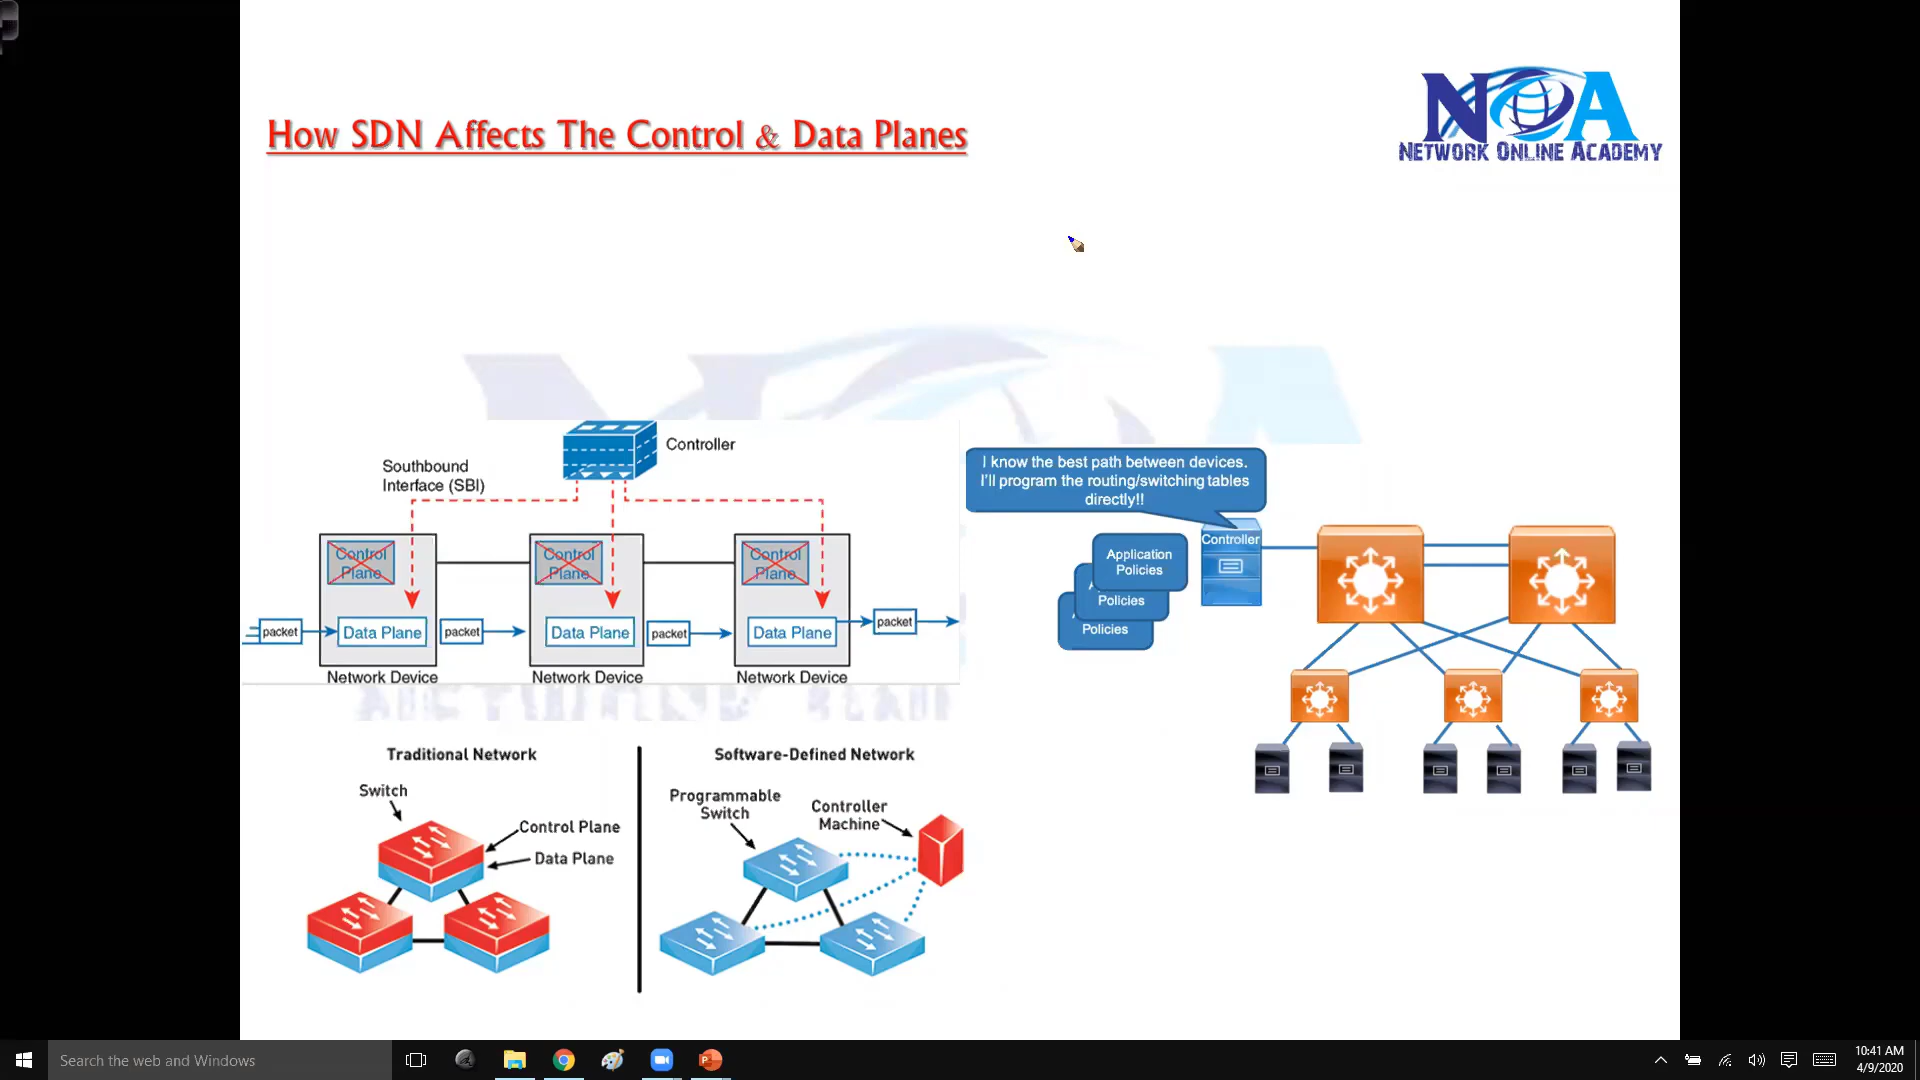 How SDN Affects The Control & Data Planes
NOA
NETWORK ONLINE ACADEMY
Controller
Southbound
Interface (SBI)
Control
Plane
Control
Plane
Control
Plane
packet
Data Plane
packet
Data Plane
packet
Data Plane
packet
Network Device
Network Device
Network Device
I know the best path between devices.
I'll program the routing/switching tables
directly!!
Controller
Application
Policies
A
Policies
Policies
Traditional Network
Switch
Control Plane
Data Plane
Software-Defined Network
Programmable
Switch
Controller
Machine
Search the web and Windows
10:41 AM
4/9/2020